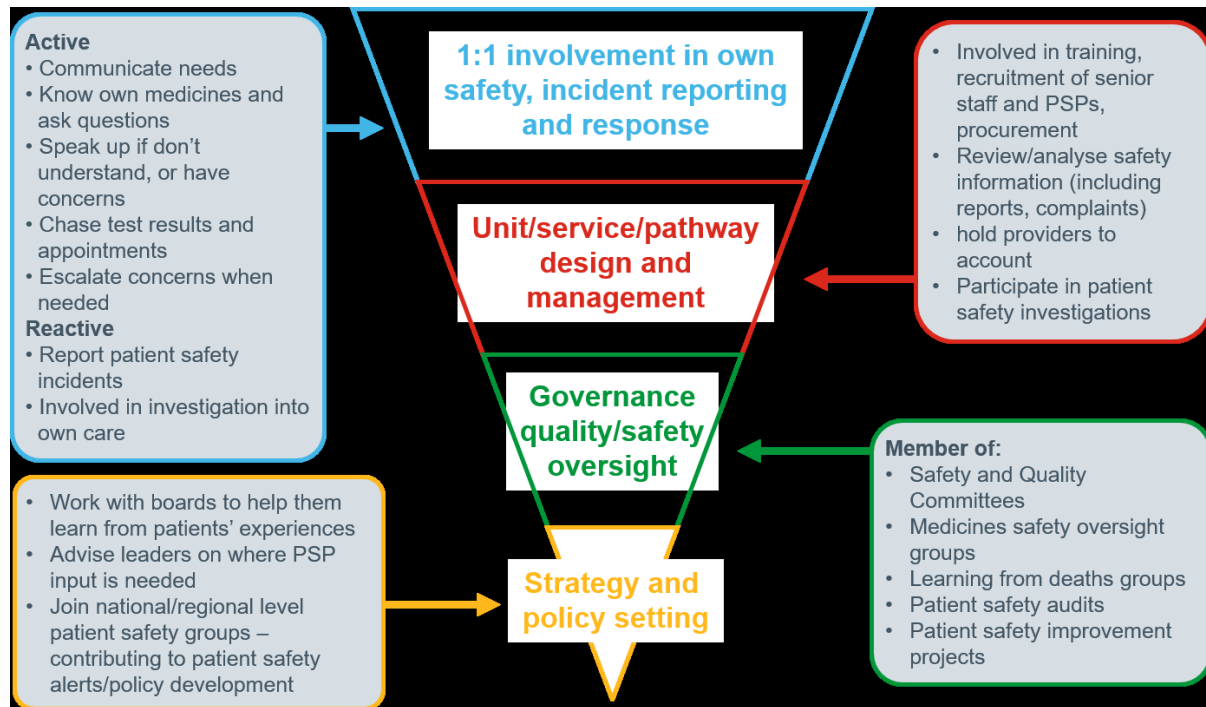 Active
• Communicate needs
• Know own medicines and
ask questions
• Speak up if don't
understand, or have
concerns
• Chase test results and
appointments
• Escalate concerns when
needed
Reactive
• Report patient safety
incidents
• Involved in investigation into
own care
1:1 involvement in own
safety, incident reporting
and response
• Involved in training,
recruitment of senior
staff and PSPs,
procurement
• Review/analyse safety
information (including
reports, complaints)
• hold providers to
account
• Participate in patient
safety investigations
Unit/service/pathway
design and
management
Governance
quality/safety
oversight
Member of:
• Safety and Quality
Committees
• Medicines safety oversight
groups
• Learning from deaths groups
• Patient safety audits
• Patient safety improvement
projects
• Work with boards to help them
learn from patients' experiences
• Advise leaders on where PSP
input is needed
• Join national/regional level
patient safety groups –
contributing to patient safety
alerts/policy development
Strategy and
policy setting